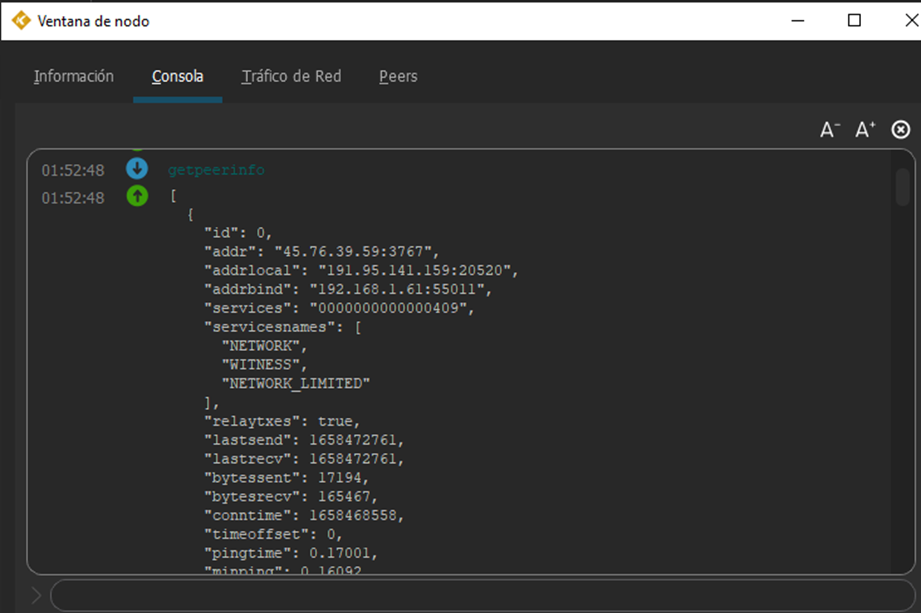 Ventana de nodo
Información Consola Tráfico de Red Peers
A- A+
01:52:48 getpeerinfo
01:52:48 [
{
"id": 0,
"addr": "45.76.39.59:3767",
"addrlocal": "191.95.141.159:20520",
"addrbind": "192.168.1.61:55011",
"services": "0000000000000409",
"servicesnames": [
"NETWORK",
"WITNESS",
"NETWORK_LIMITED"
],
"relaytxes": true,
"lastsend": 1658472761,
"lastrecv": 1658472761,
"bytessent": 17194,
"bytesrecv": 165467,
"conntime": 1658468558,
"timeoffset": 0,
"pingtime": 0.17001,
"minping": 0.16092
>